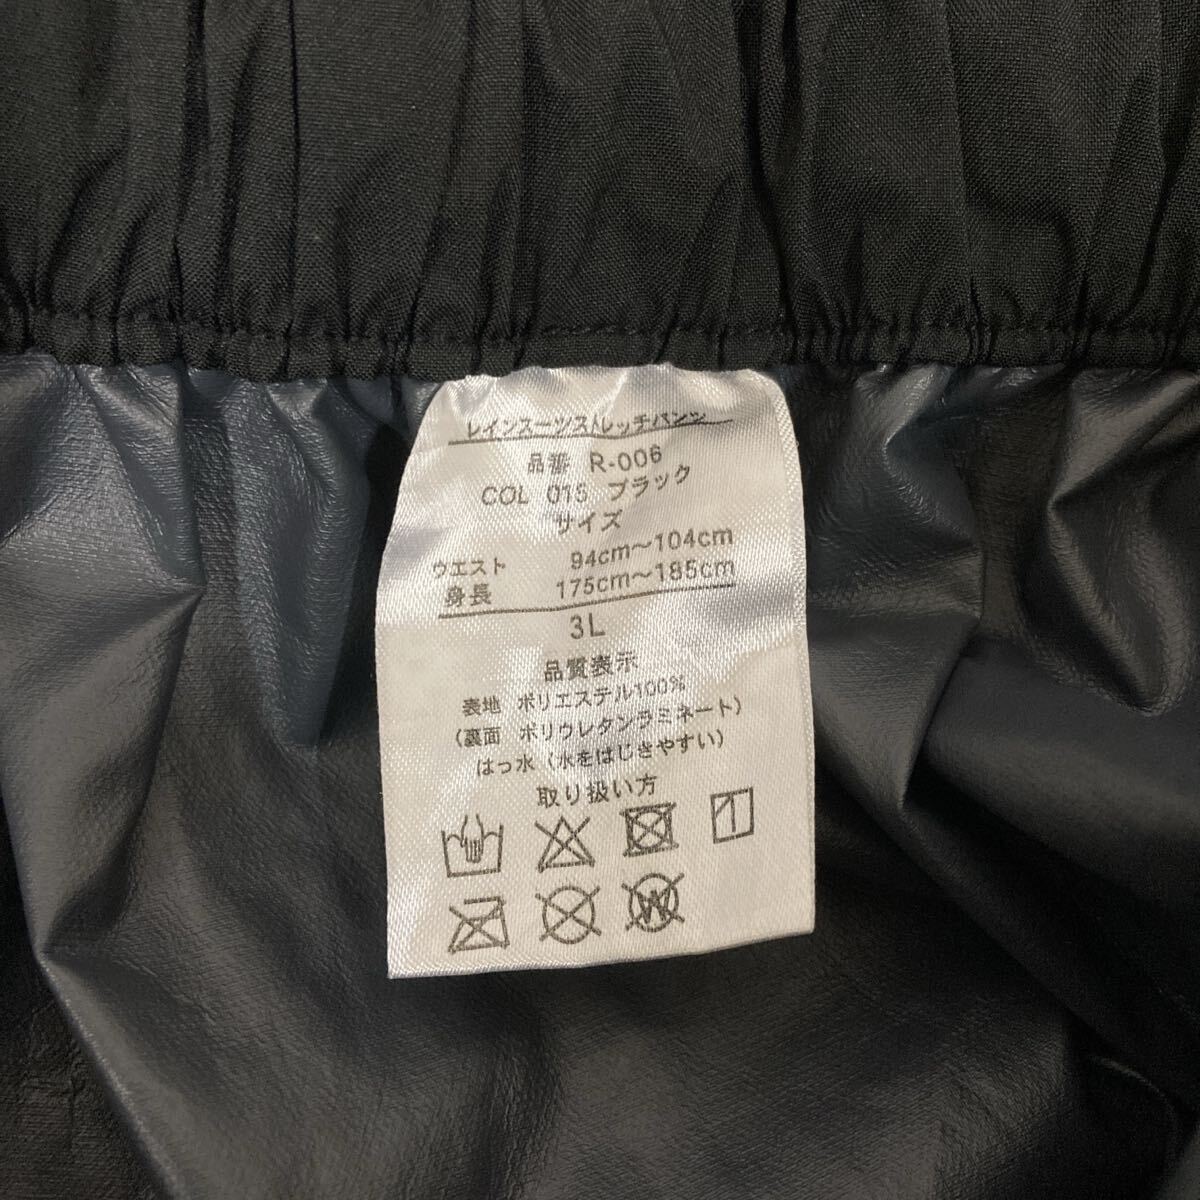 レインスーツストレッチパンツ
品番 R-006
COL 015 ブラック
サイズ
ウエスト 94cm〜104cm
身長 175cm〜185cm
3L
品質表示
表地 ポリエステル100%
(裏面 ポリウレタンラミネート)
はっ水 (水をはじきやすい)
取り扱い方
W